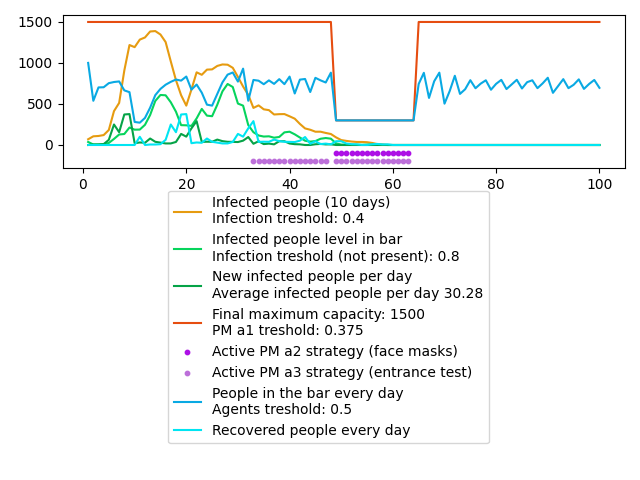 1500
1000
500
0
0 20 40 60 80 100
Infected people (10 days)
Infection treshold: 0.4
Infected people level in bar
Infection treshold (not present): 0.8
New infected people per day
Average infected people per day 30.28
Final maximum capacity: 1500
PM a1 treshold: 0.375
Active PM a2 strategy (face masks)
Active PM a3 strategy (entrance test)
People in the bar every day
Agents treshold: 0.5
Recovered people every day